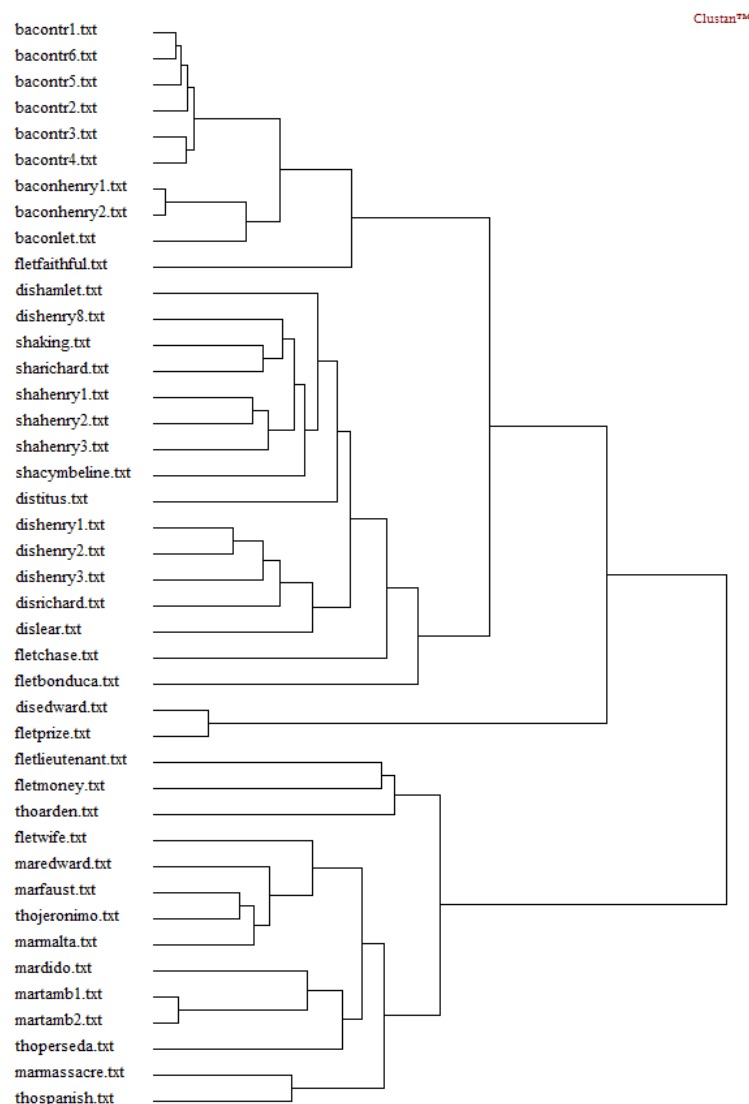 Clustan™
bacontr1.txt
bacontr6.txt
bacontr5.txt
bacontr2.txt
bacontr3.txt
bacontr4.txt
baconhenry1.txt
baconhenry2.txt
baconlet.txt
fletfaithful.txt
dishamlet.txt
dishenry8.txt
shaking.txt
sharichard.txt
shahenry1.txt
shahenry2.txt
shahenry3.txt
shacymbeline.txt
distitus.txt
dishenry1.txt
dishenry2.txt
dishenry3.txt
disrichard.txt
dislear.txt
fletchase.txt
fletbonduca.txt
disedward.txt
fletprize.txt
fletlieutenant.txt
fletmoney.txt
thoarden.txt
fletwife.txt
maredward.txt
marfaust.txt
thojeronimo.txt
marmalta.txt
mardido.txt
martamb1.txt
martamb2.txt
thoperseda.txt
marmassacre.txt
thospanish.txt